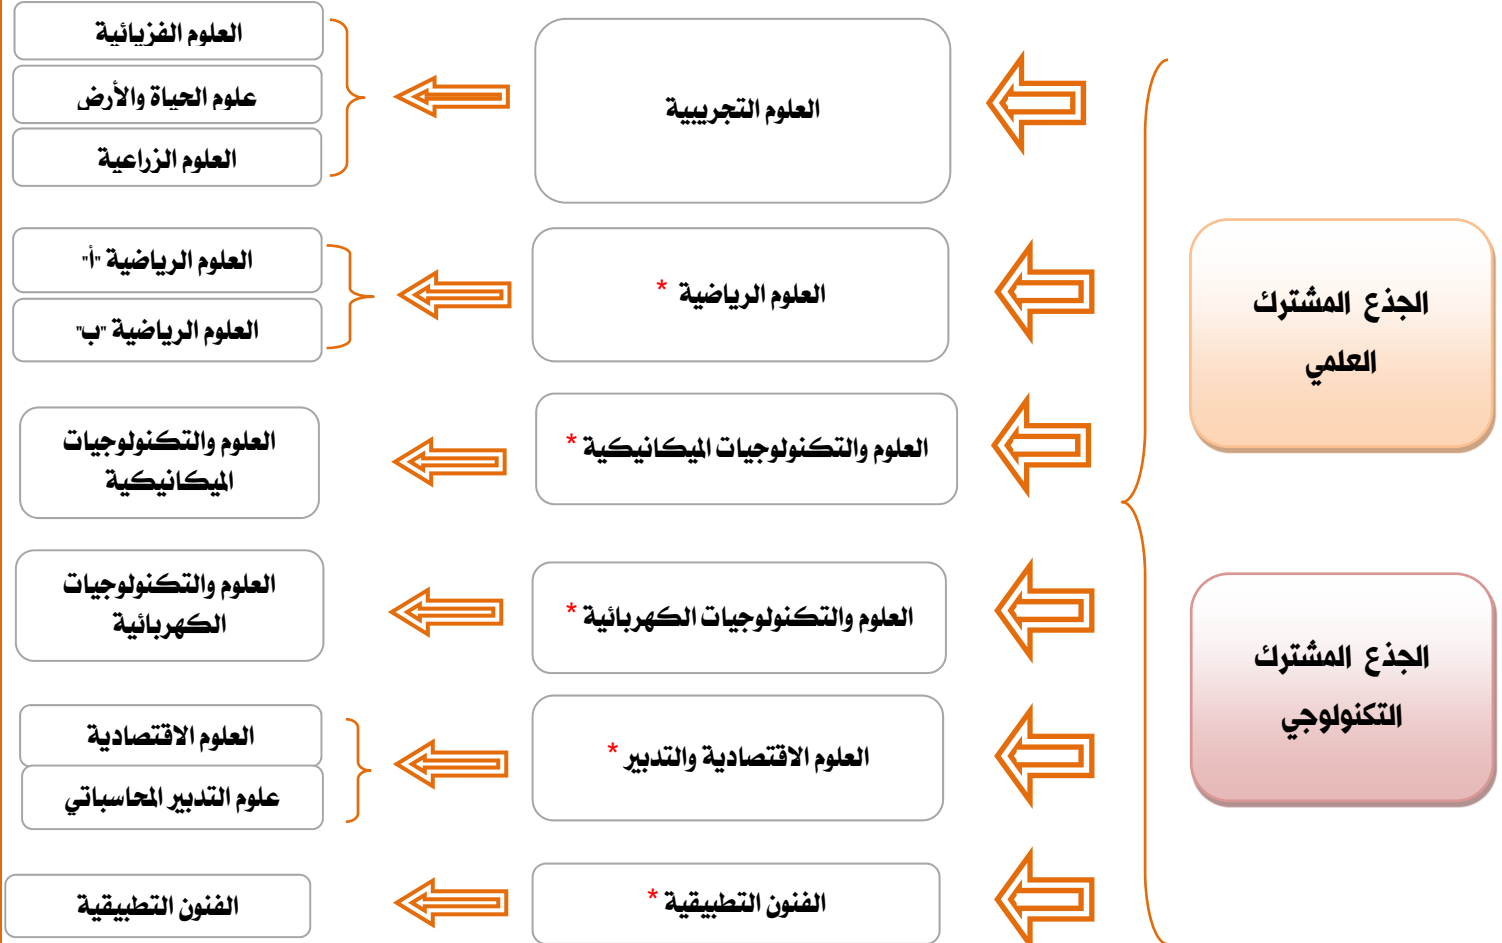 الجذع المشترك
العلمي
الجذع المشترك
التكنولوجي
العلوم التجريبية
العلوم الرياضية *
العلوم والتكنولوجيات الميكانيكية *
العلوم والتكنولوجيات الكهربائية *
العلوم الاقتصادية والتدبير *
الفنون التطبيقية *
العلوم الفزيائية
علوم الحياة والأرض
العلوم الزراعية
العلوم الرياضية "أ"
العلوم الرياضية "ب"
العلوم والتكنولوجيات
الميكانيكية
العلوم والتكنولوجيات
الكهربائية
العلوم الاقتصادية
علوم التدبير المحاسباتي
الفنون التطبيقية